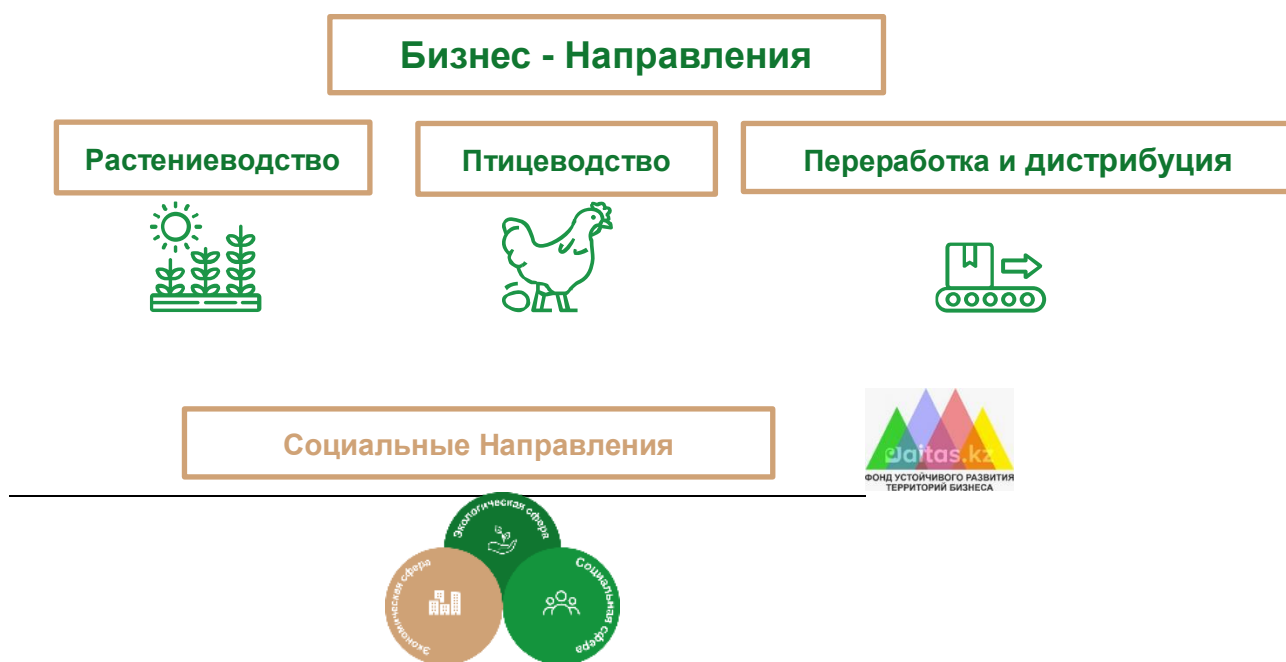 Бизнес - Направления
Растениеводство
Птицеводство
Переработка и дистрибуция
Социальные Направления
Jaitas.kz
ФОНД УСТОЙЧИВОГО РАЗВИТИЯ
ТЕРРИТОРИЙ БИЗНЕСА
Экологическая сфера
Экономическая сфера
Социальная сфера